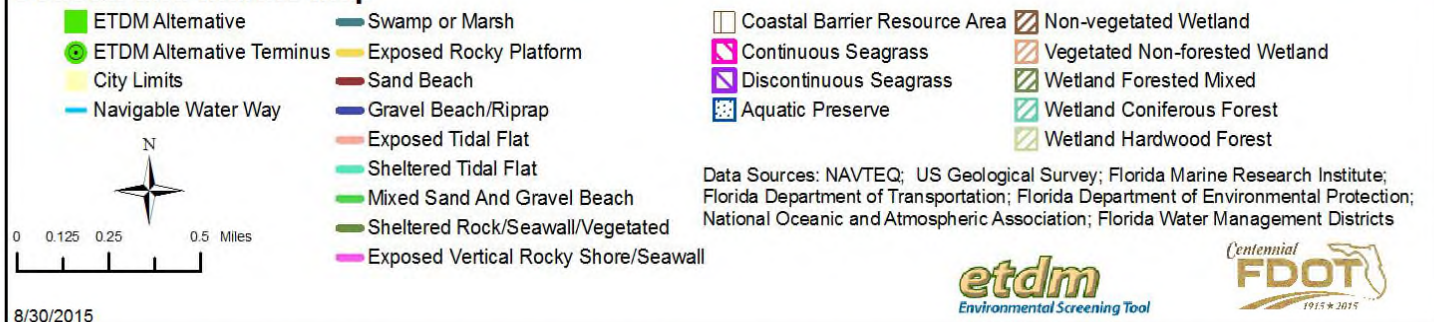 ETDM Alternative
ETDM Alternative Terminus
City Limits
Navigable Water Way
Swamp or Marsh
Exposed Rocky Platform
Sand Beach
Gravel Beach/Riprap
Exposed Tidal Flat
Sheltered Tidal Flat
Mixed Sand And Gravel Beach
Sheltered Rock/Seawall/Vegetated
Exposed Vertical Rocky Shore/Seawall
Coastal Barrier Resource Area
Continuous Seagrass
Discontinuous Seagrass
Aquatic Preserve
Non-vegetated Wetland
Vegetated Non-forested Wetland
Wetland Forested Mixed
Wetland Coniferous Forest
Wetland Hardwood Forest
N
0 0.125 0.25 0.5 Miles
Data Sources: NAVTEQ; US Geological Survey; Florida Marine Research Institute;
Florida Department of Transportation; Florida Department of Environmental Protection;
National Oceanic and Atmospheric Association; Florida Water Management Districts
etdm
Environmental Screening Tool
Centennial
FDOT
1915★2015
8/30/2015